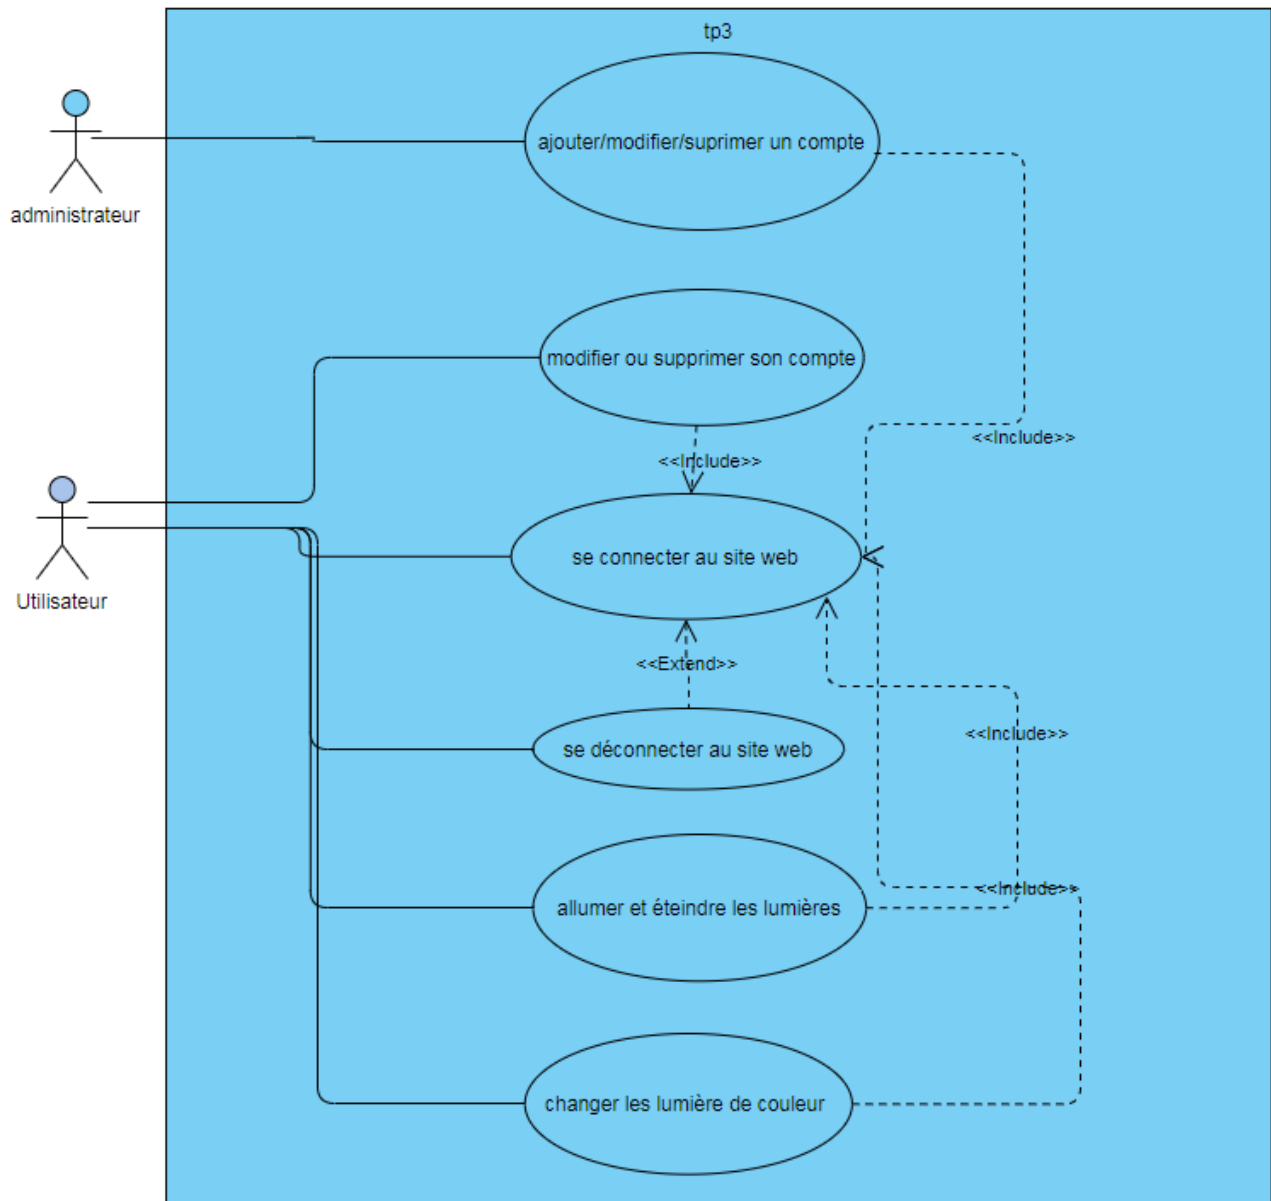 tp3
ajouter/modifier/suprimer un compte
administrateur
modifier ou supprimer son compte
<<Include>>
<<Include>>
se connecter au site web
Utilisateur
<<Extend>>
<<Include>>
se déconnecter au site web
<<Include>>
allumer et éteindre les lumières
changer les lumière de couleur